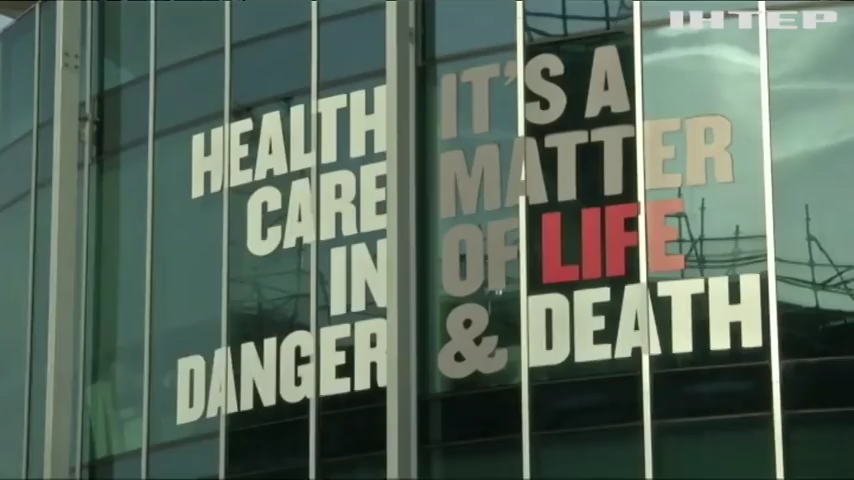 ІНТЕР
HEALTH
CARE
IN
DANGER
IT'S A
MATTER
OF LIFE
& DEATH